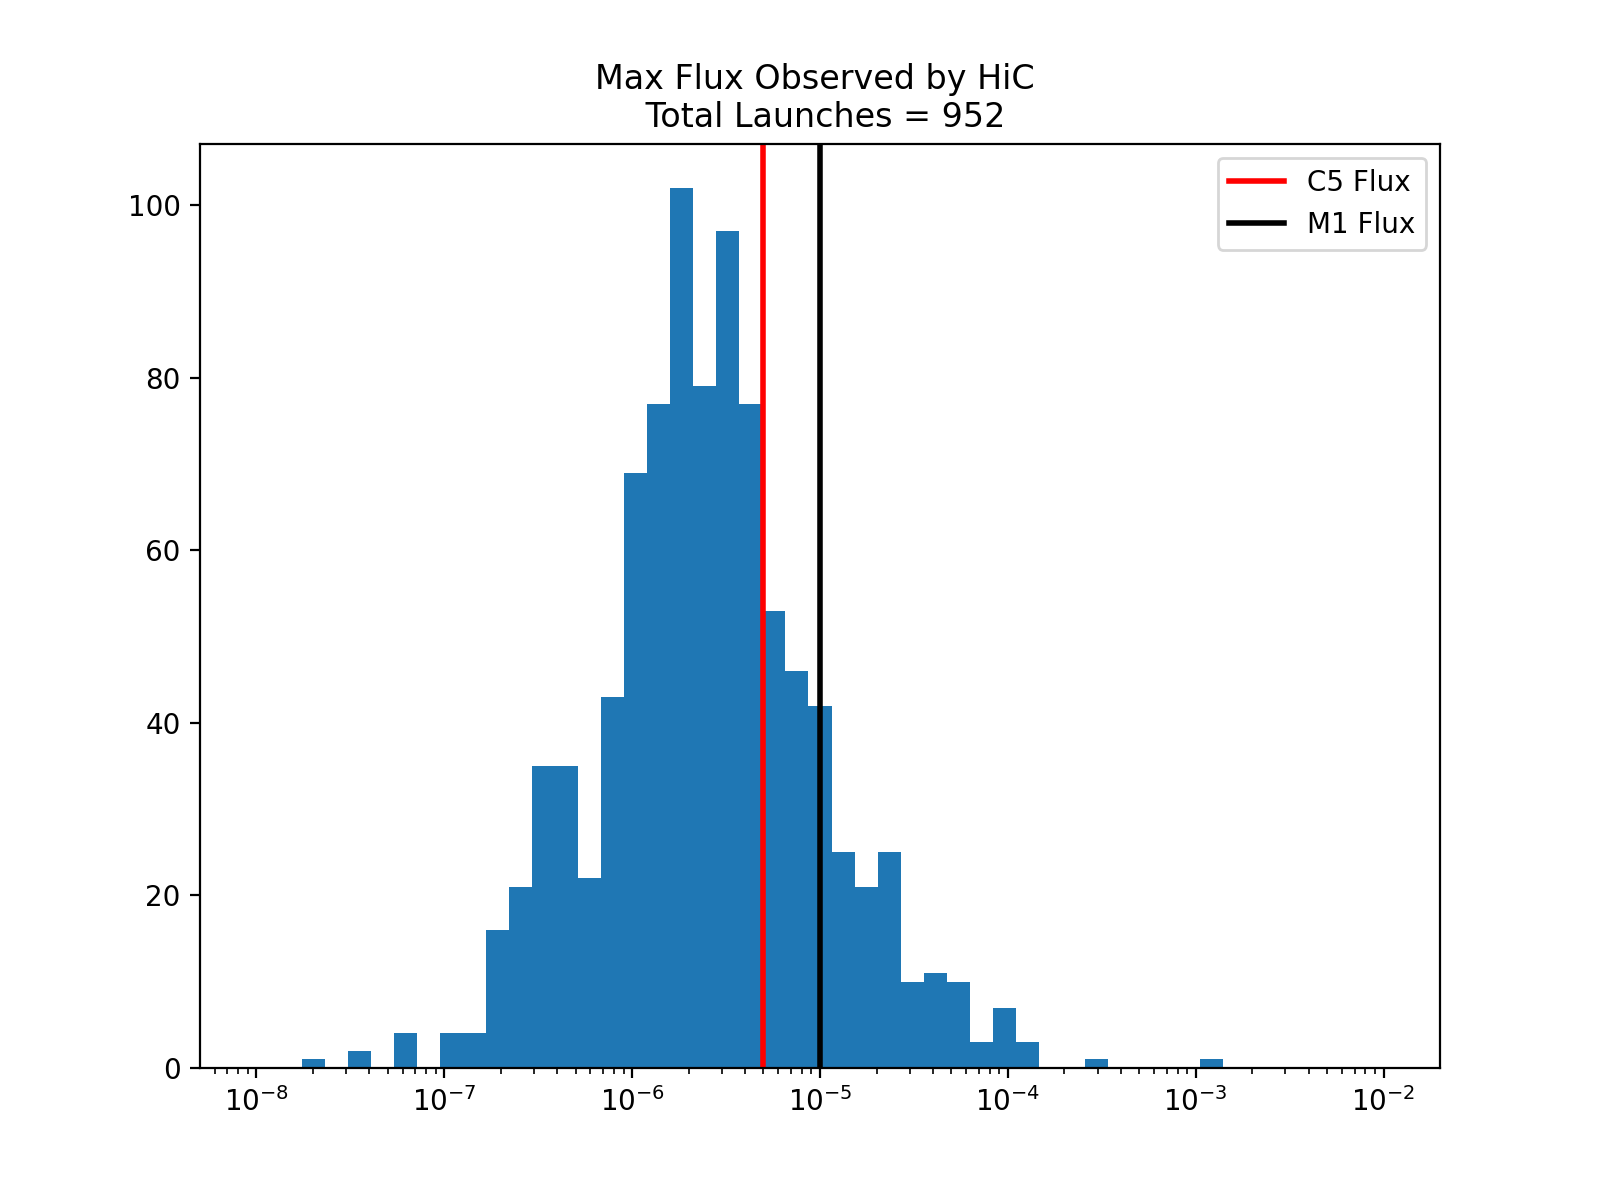 Max Flux Observed by HiC
Total Launches = 952
C5 Flux
M1 Flux
100
80
60
40
20
0
10⁻⁸ 10⁻⁷ 10⁻⁶ 10⁻⁵ 10⁻⁴ 10⁻³ 10⁻²